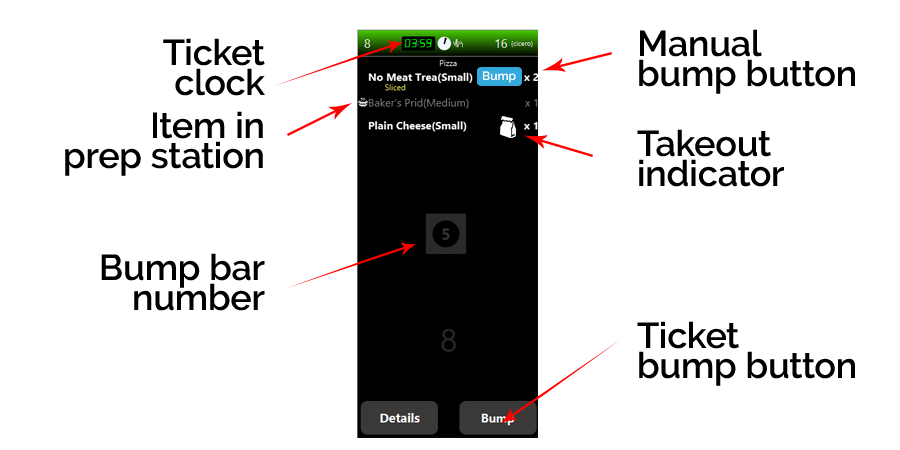 Ticket
clock
Item in
prep station
Bump bar
number
8 03:59 16 (cicero)
Pizza
No Meat Trea(Small) Bump x 2
Sliced
Baker's Prid(Medium) x 1
Plain Cheese(Small) x 1
5
8
Details Bump
Manual
bump button
Takeout
indicator
Ticket
bump button